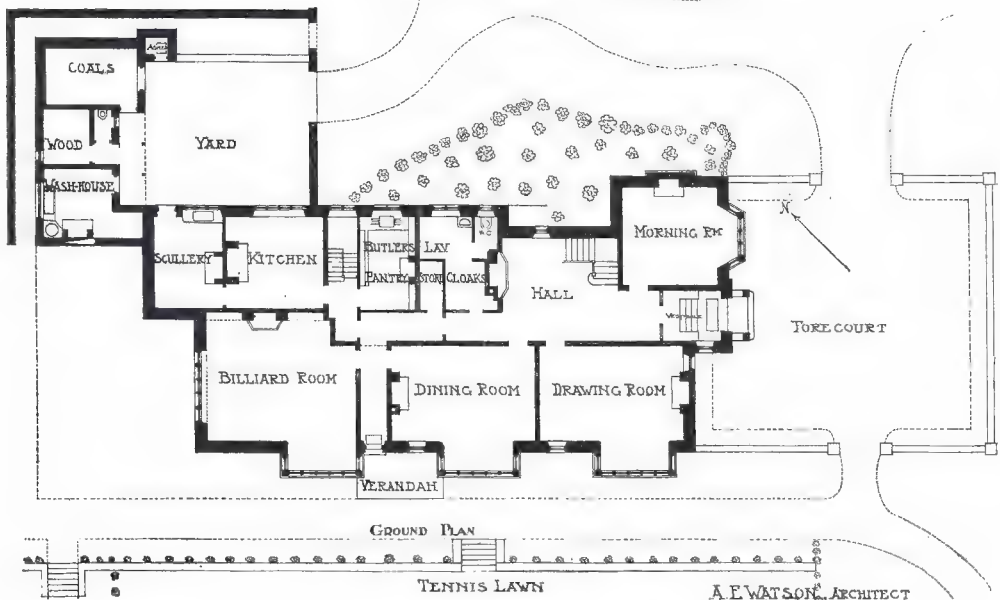 ASHES
COALS
WOOD
YARD
WASH-HOUSE
SCULLERY
KITCHEN
BUTLERS
PANTRY
LAV
STORE
CLOAKS
HALL
MORNING RM
N
VESTIBULE
FORECOURT
BILLIARD ROOM
DINING ROOM
DRAWING ROOM
VERANDAH
GROUND PLAN
TENNIS LAWN
A.E. WATSON. ARCHITECT